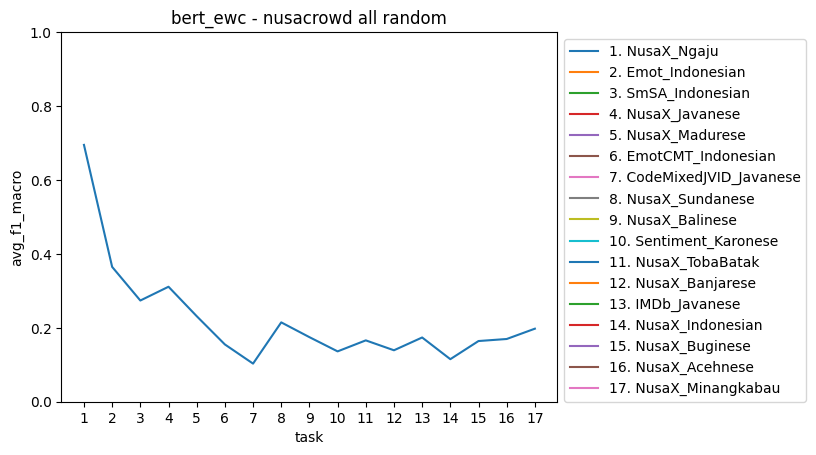 bert_ewc - nusacrowd all random
1.0
0.8
0.6
0.4
0.2
0.0
avg_f1_macro
1 2 3 4 5 6 7 8 9 10 11 12 13 14 15 16 17
task
1. NusaX_Ngaju
2. Emot_Indonesian
3. SmSA_Indonesian
4. NusaX_Javanese
5. NusaX_Madurese
6. EmotCMT_Indonesian
7. CodeMixedJVID_Javanese
8. NusaX_Sundanese
9. NusaX_Balinese
10. Sentiment_Karonese
11. NusaX_TobaBatak
12. NusaX_Banjarese
13. IMDb_Javanese
14. NusaX_Indonesian
15. NusaX_Buginese
16. NusaX_Acehnese
17. NusaX_Minangkabau